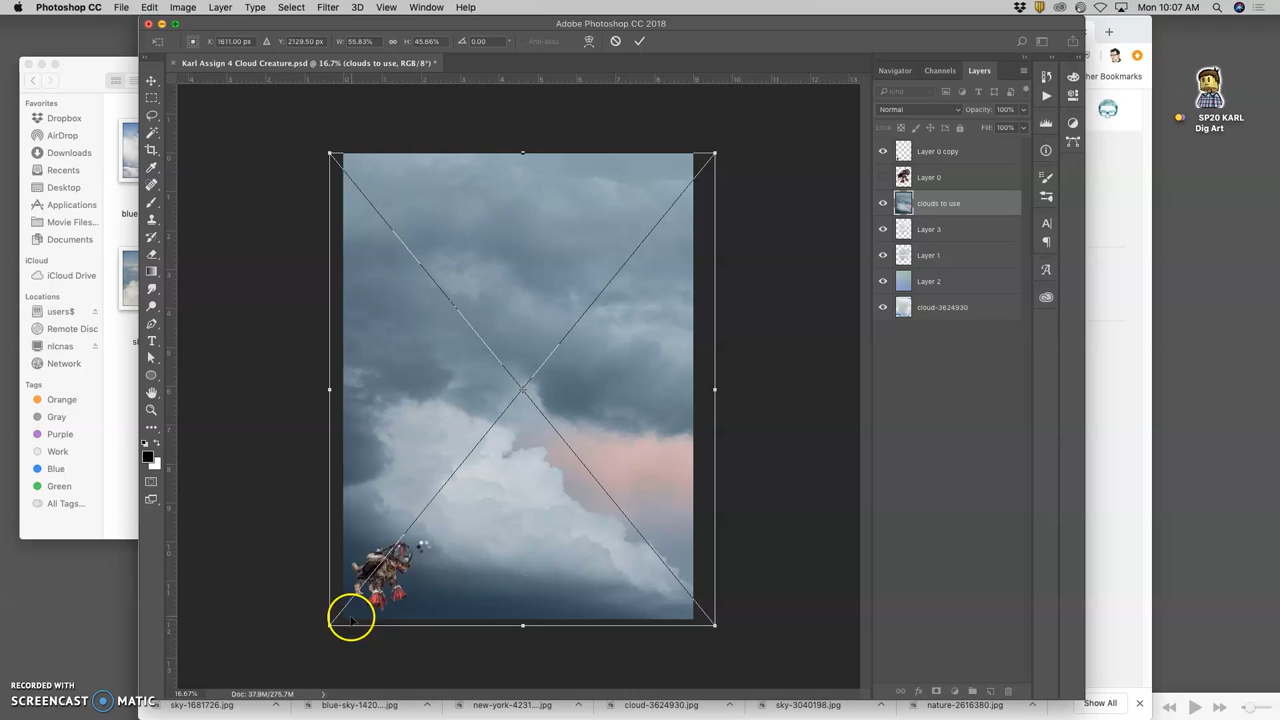 Photoshop CC File Edit Image Layer Type Select Filter 3D View Window Help Mon 10:07 AM
Adobe Photoshop CC 2018
X: 1611.00 px Y: 2129.50 px W: 55.83% H: 45.66% 0.00 Anti-alias
Karl Assign 4 Cloud Creature.psd @ 16.7% (clouds to use, RGB/8*) *
her Bookmarks
Navigator Channels Layers
Kind
Normal Opacity: 100%
Lock: Fill: 100%
Layer 0 copy
Layer 0
clouds to use
Layer 3
Layer 1
Layer 2
cloud-3624930
SP20 KARL
Dig Art
Favorites
Dropbox
AirDrop
Downloads
Recents
Desktop
Applications
Movie Files...
Documents
iCloud
iCloud Drive
Locations
users$
Remote Disc
nlcnas
Network
Tags
Orange
Gray
Purple
Work
Blue
Green
All Tags...
blue
sk
16.67% Doc: 37.9M/275.7M
sky-1681726.jpg blue-sky-1420....jpg new-york-4231....jpg cloud-3624930.jpg sky-3040198.jpg nature-2616380.jpg Show All
RECORDED WITH
SCREENCAST MATIC